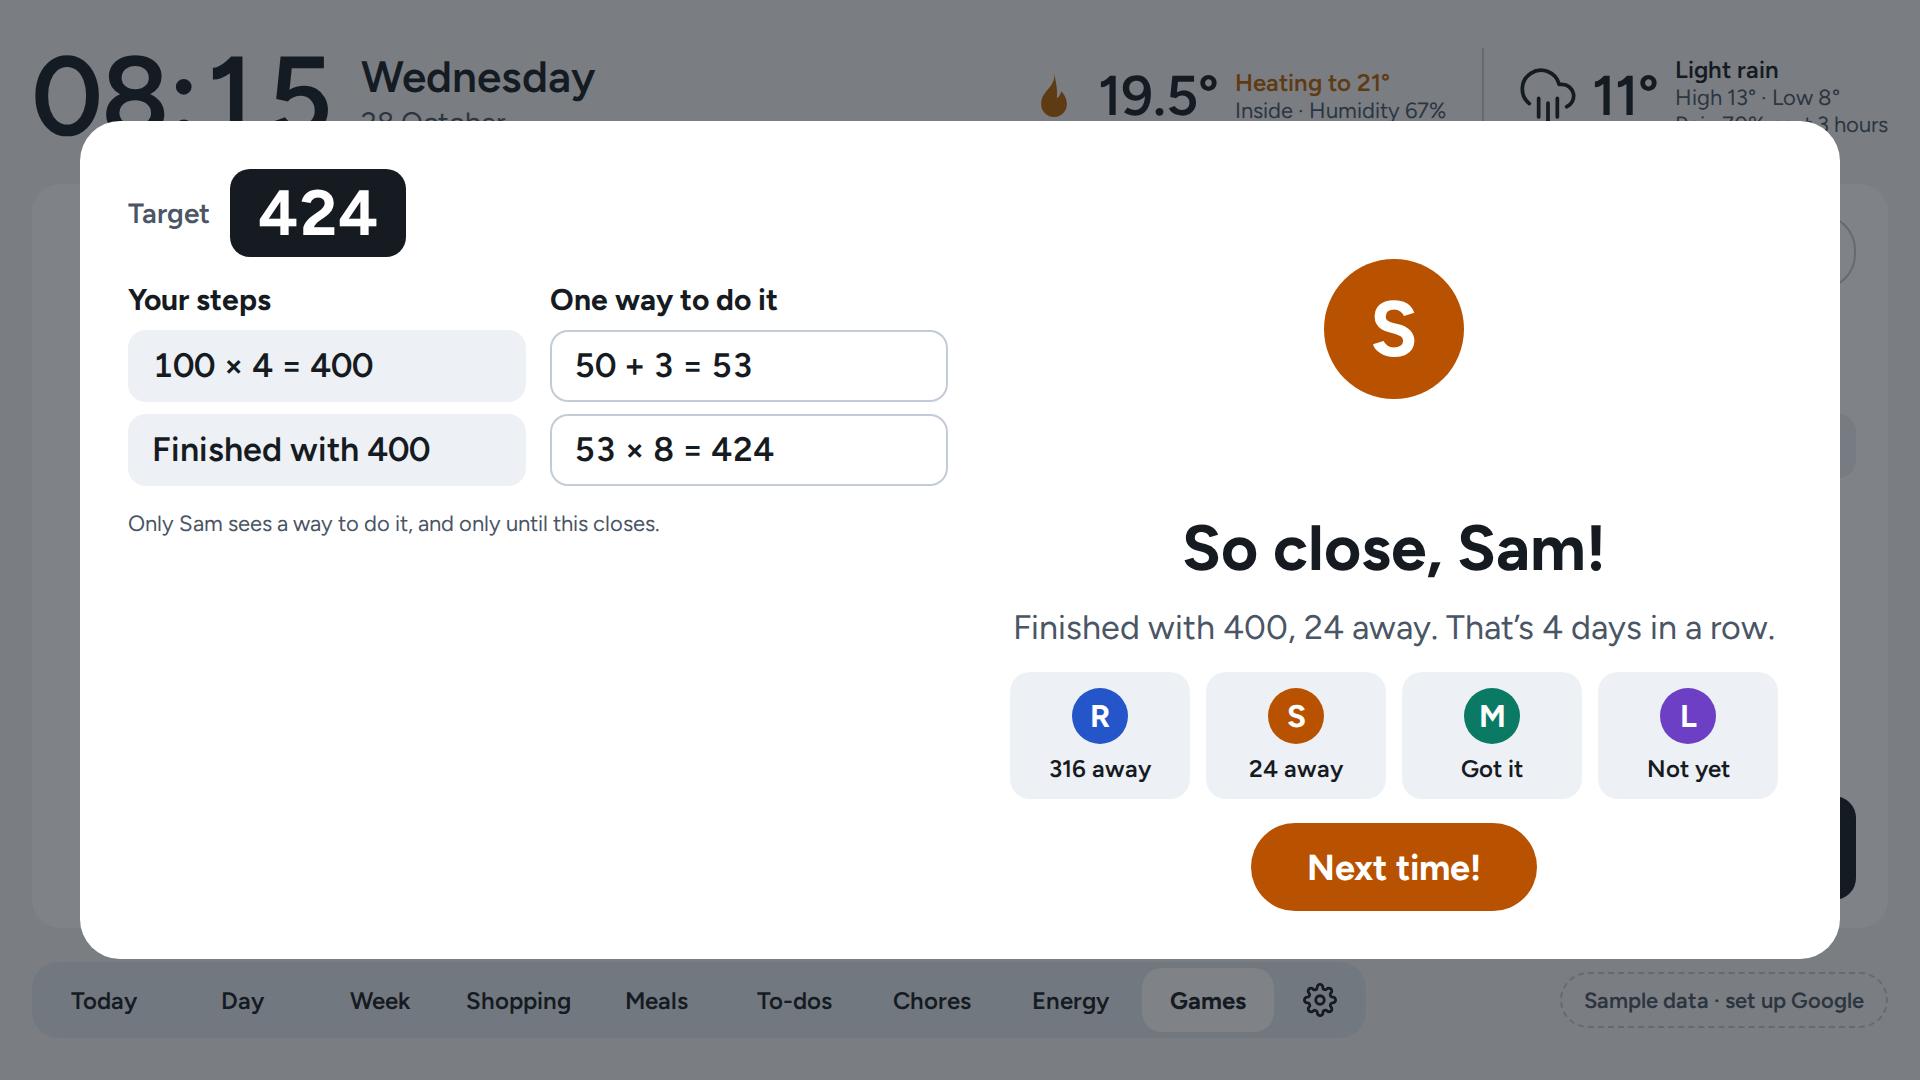 08:15
Wednesday
28 October
19.5°
Heating to 21°
Inside · Humidity 67%
11°
Light rain
High 13° · Low 8°
3 hours
Target
424
Your steps
100 × 4 = 400
Finished with 400
One way to do it
50 + 3 = 53
53 × 8 = 424
Only Sam sees a way to do it, and only until this closes.
S
So close, Sam!
Finished with 400, 24 away. That’s 4 days in a row.
R
316 away
S
24 away
M
Got it
L
Not yet
Next time!
Today
Day
Week
Shopping
Meals
To-dos
Chores
Energy
Games
Sample data · set up Google